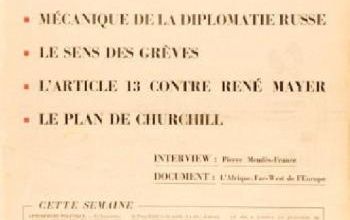 MÉCANIQUE DE LA DIPLOMATIE RUSSE
LE SENS DES GRÈVES
L'ARTICLE 13 CONTRE RENÉ MAYER
LE PLAN DE CHURCHILL
INTERVIEW : Pierre Mendès-France
DOCUMENT : L'Afrique, Far-West de l'Europe
CETTE SEMAINE